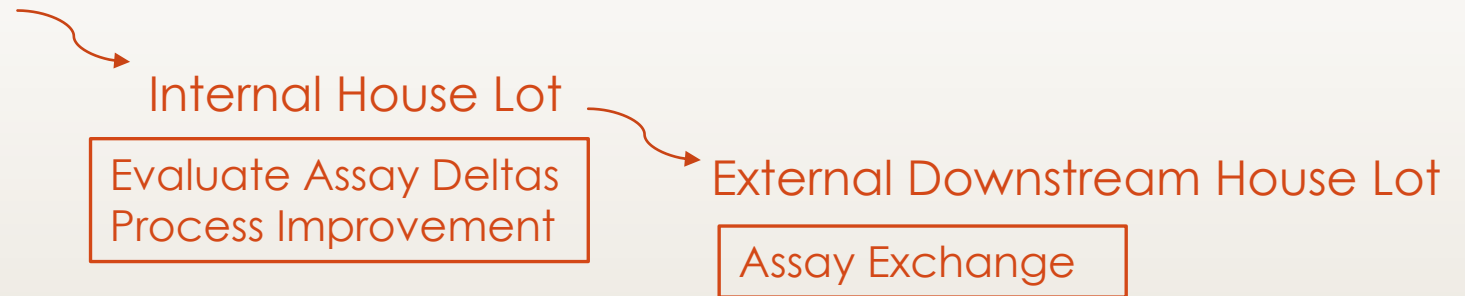 Internal House Lot
Evaluate Assay Deltas
Process Improvement
External Downstream House Lot
Assay Exchange